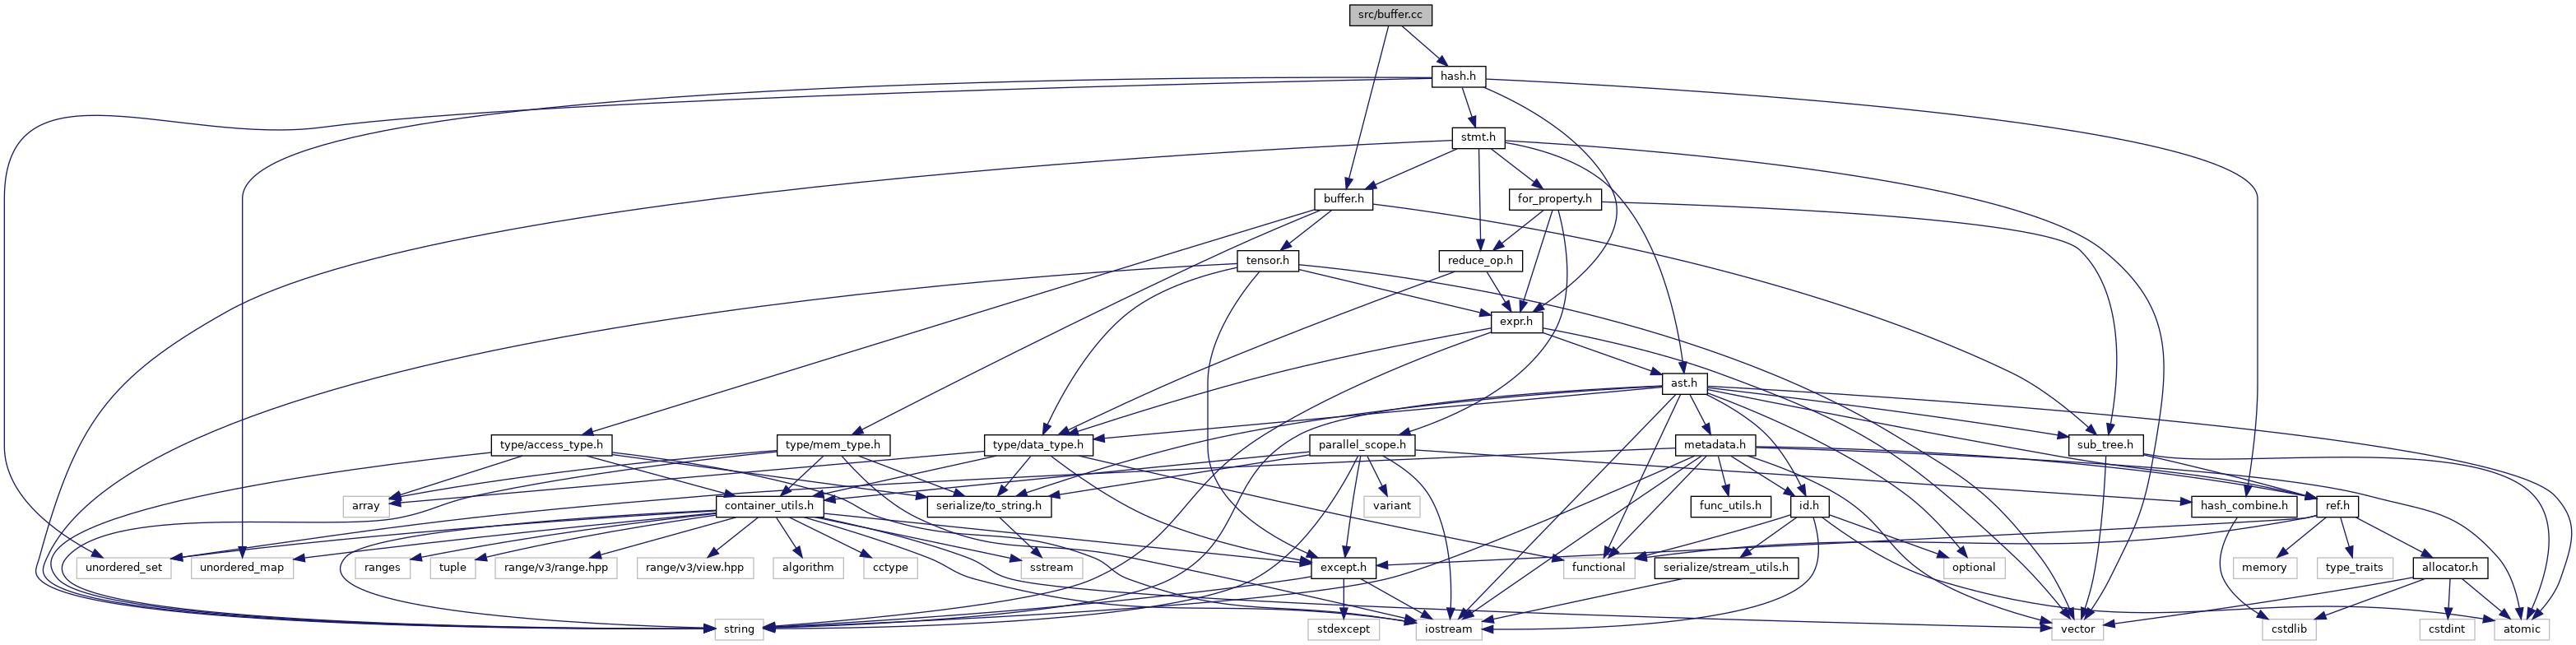 src/buffer.cc
hash.h
stmt.h
buffer.h
for_property.h
tensor.h
reduce_op.h
expr.h
ast.h
type/access_type.h
type/mem_type.h
type/data_type.h
parallel_scope.h
metadata.h
sub_tree.h
array
container_utils.h
serialize/to_string.h
variant
func_utils.h
id.h
hash_combine.h
ref.h
unordered_set
unordered_map
ranges
tuple
range/v3/range.hpp
range/v3/view.hpp
algorithm
cctype
sstream
except.h
functional
serialize/stream_utils.h
optional
memory
type_traits
allocator.h
string
stdexcept
iostream
vector
cstdlib
cstdint
atomic